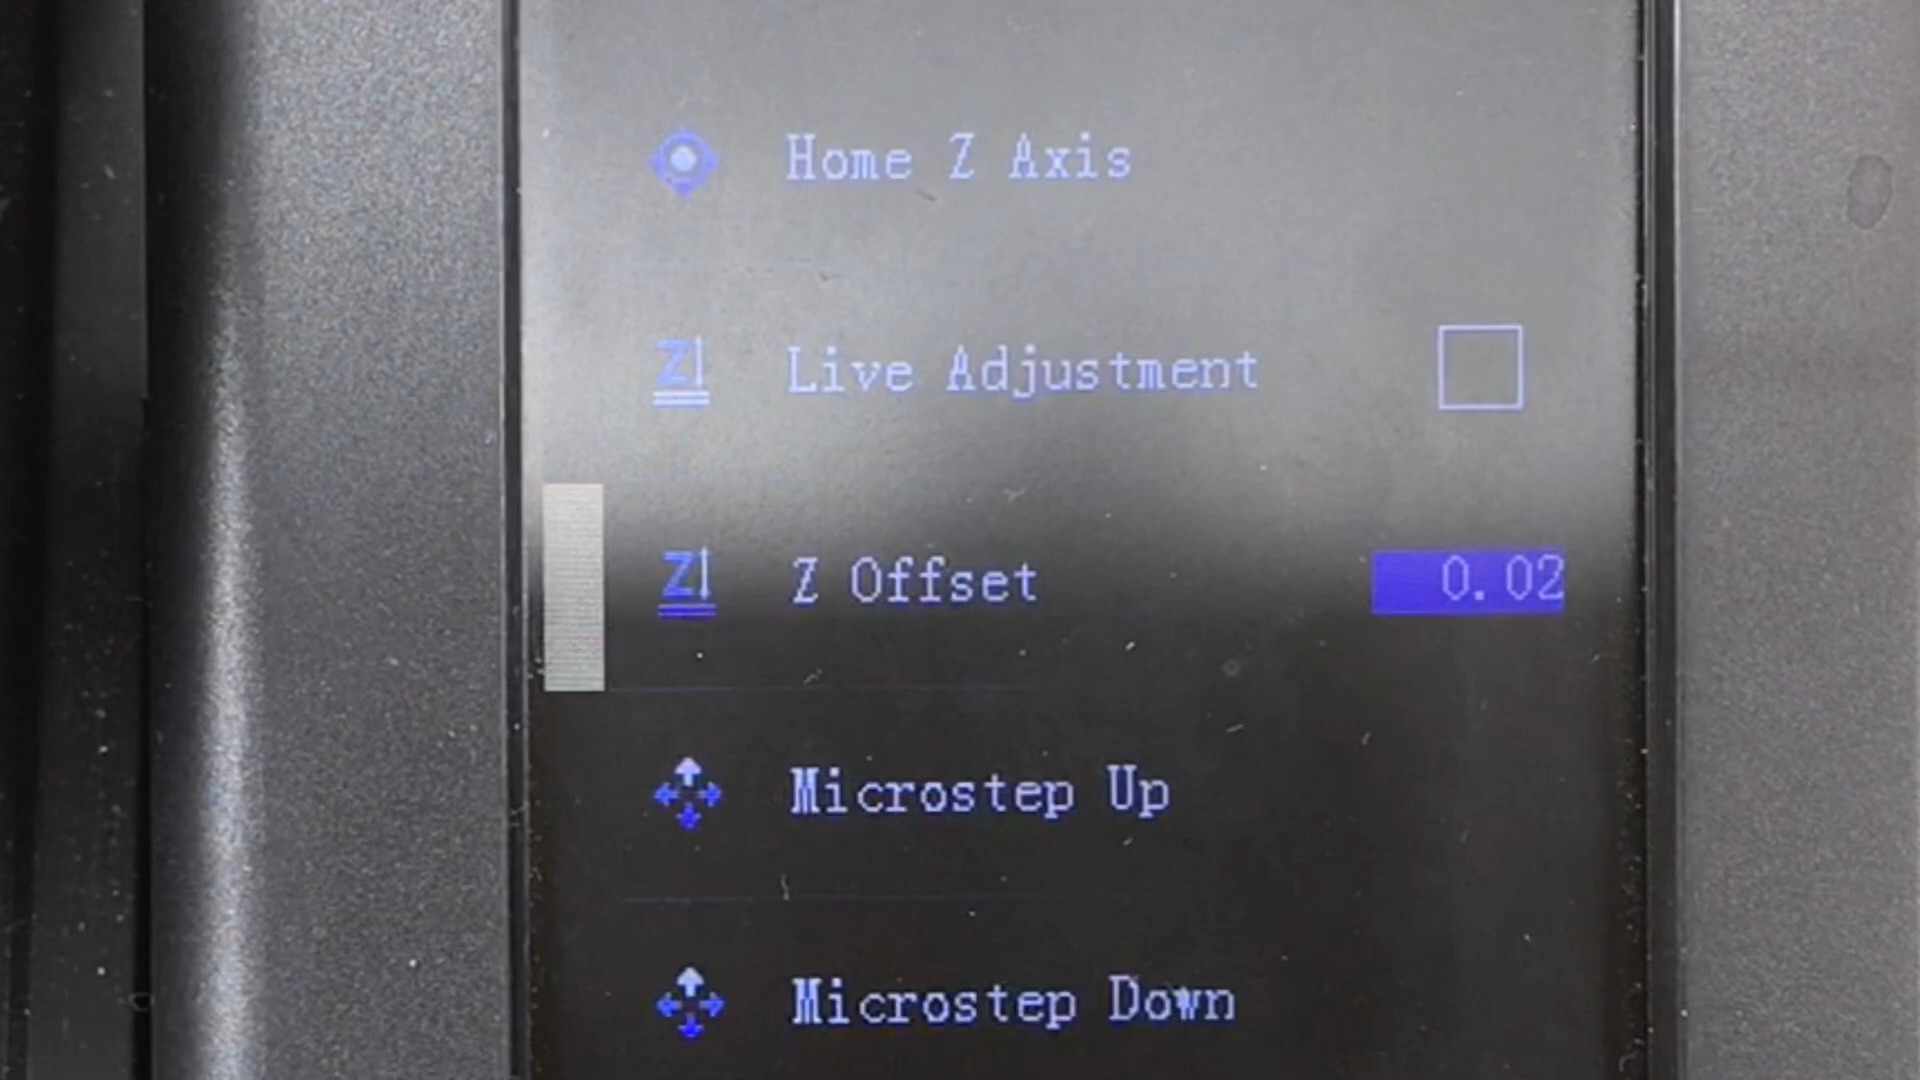 Home Z Axis
Live Adjustment
Z Offset 0.02
Microstep Up
Microstep Down